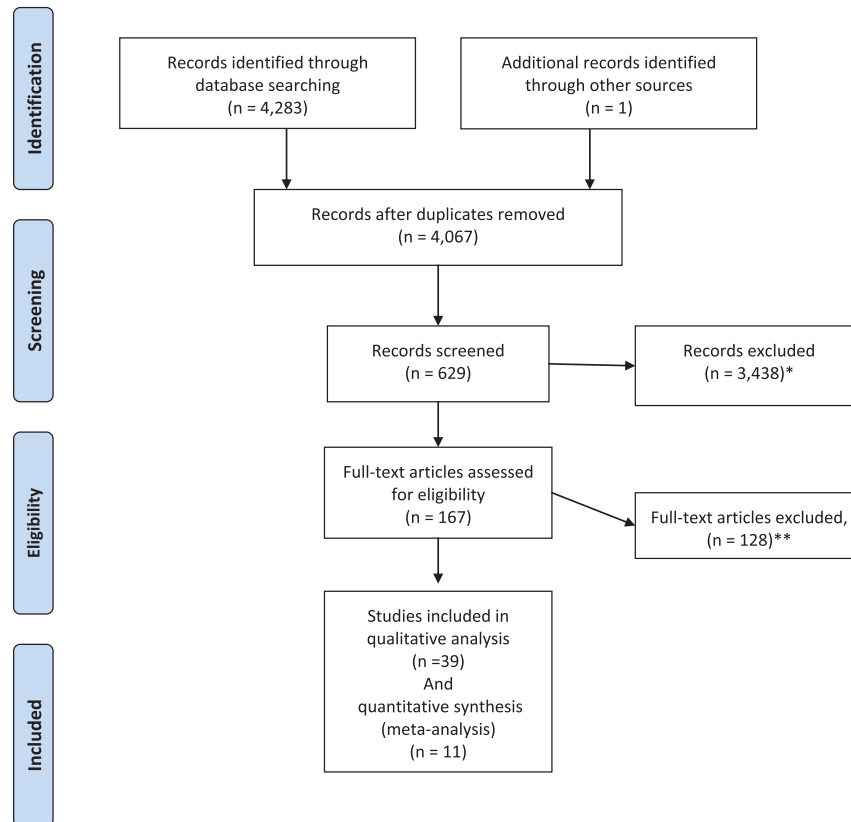 Identification
Records identified through
database searching
(n = 4,283)
Additional records identified
through other sources
(n = 1)
Records after duplicates removed
(n = 4,067)
Screening
Records screened
(n = 629)
Records excluded
(n = 3,438)*
Eligibility
Full-text articles assessed
for eligibility
(n = 167)
Full-text articles excluded,
(n = 128)**
Included
Studies included in
qualitative analysis
(n =39)
And
quantitative synthesis
(meta-analysis)
(n = 11)